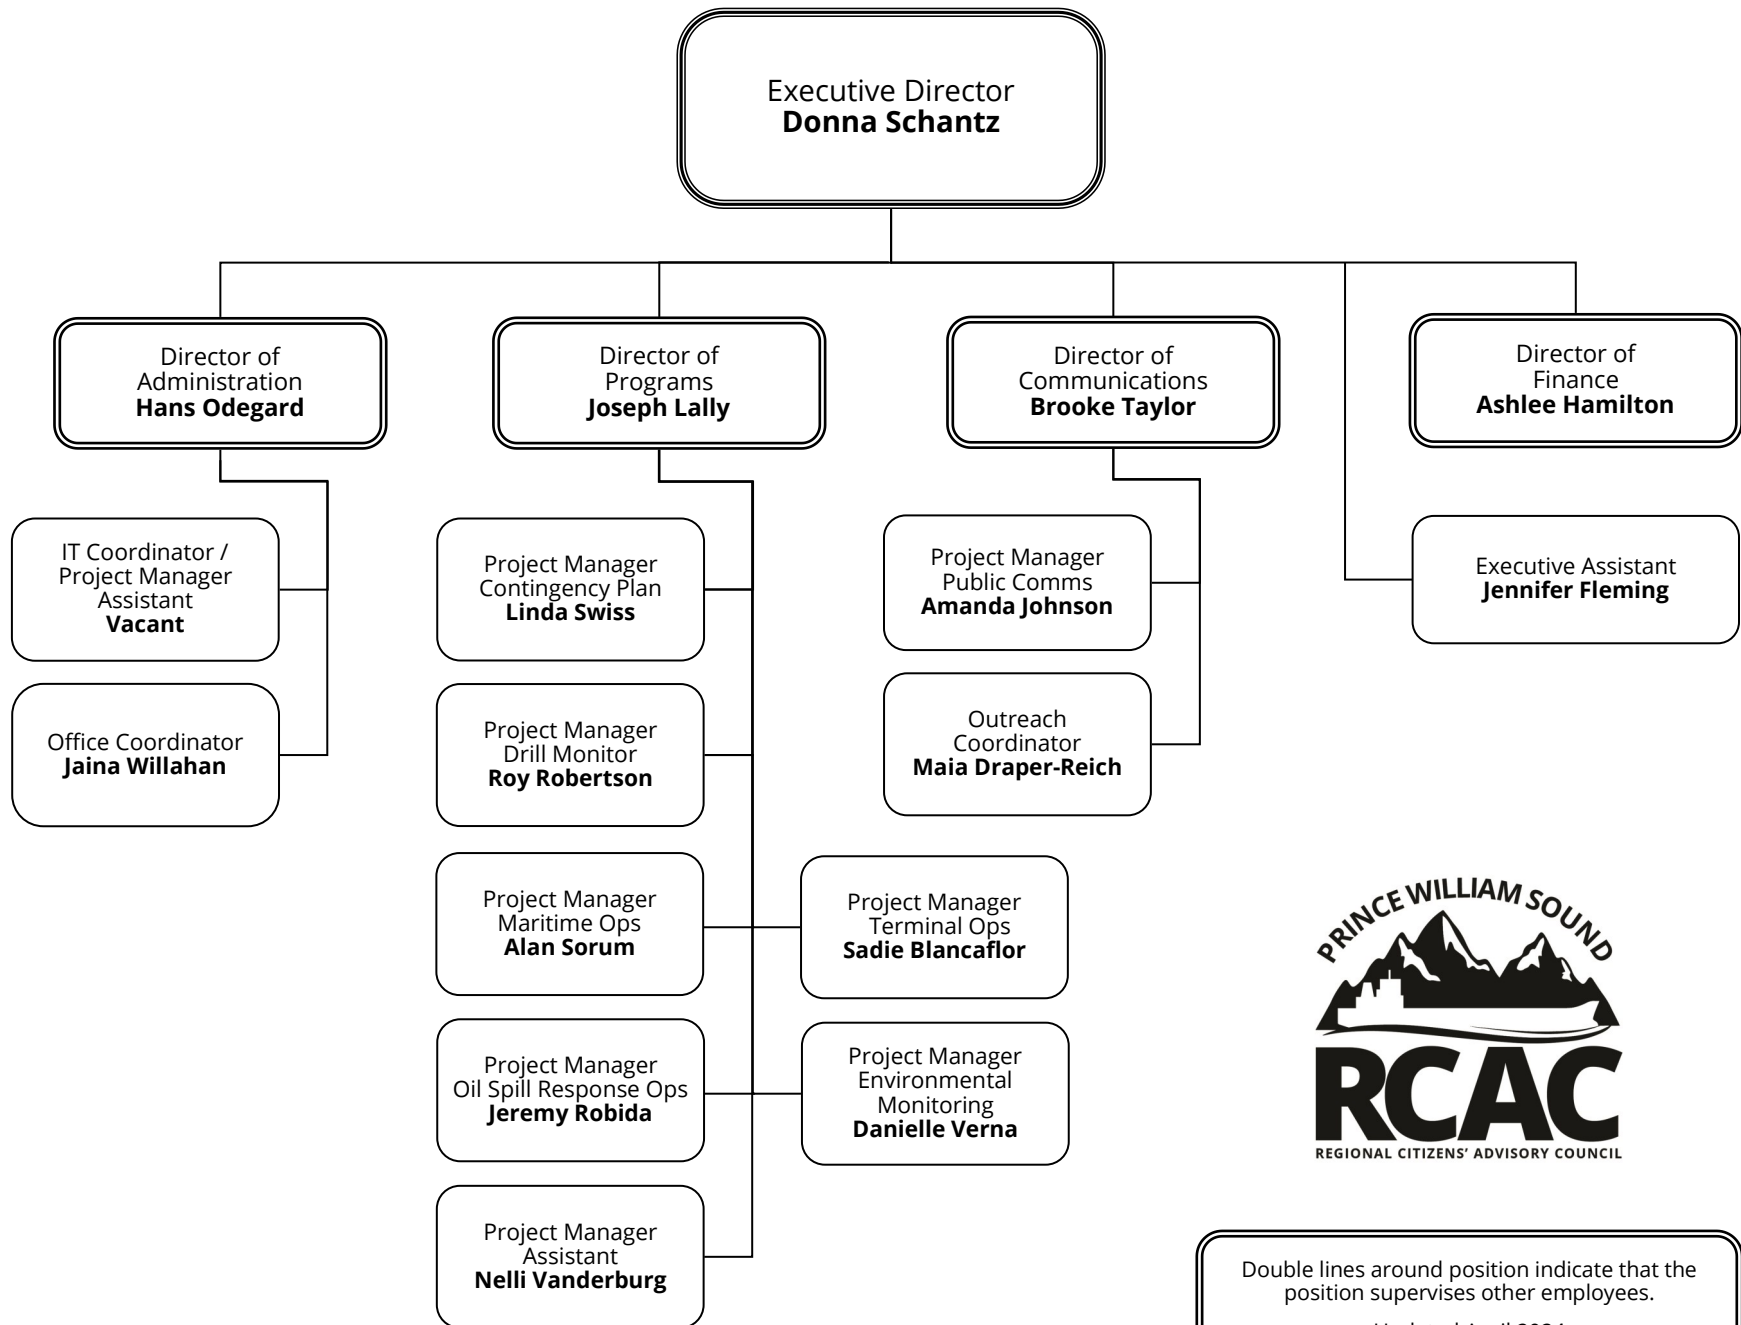 Executive Director
Donna Schantz
Director of
Administration
Hans Odegard
Director of
Programs
Joseph Lally
Director of
Communications
Brooke Taylor
Director of
Finance
Ashlee Hamilton
IT Coordinator /
Project Manager
Assistant
Vacant
Office Coordinator
Jaina Willahan
Project Manager
Contingency Plan
Linda Swiss
Project Manager
Drill Monitor
Roy Robertson
Project Manager
Maritime Ops
Alan Sorum
Project Manager
Oil Spill Response Ops
Jeremy Robida
Project Manager
Assistant
Nelli Vanderburg
Project Manager
Terminal Ops
Sadie Blancaflor
Project Manager
Environmental
Monitoring
Danielle Verna
Project Manager
Public Comms
Amanda Johnson
Outreach
Coordinator
Maia Draper-Reich
Executive Assistant
Jennifer Fleming
PRINCE WILLIAM SOUND
RCAC
REGIONAL CITIZENS' ADVISORY COUNCIL
Double lines around position indicate that the
position supervises other employees.